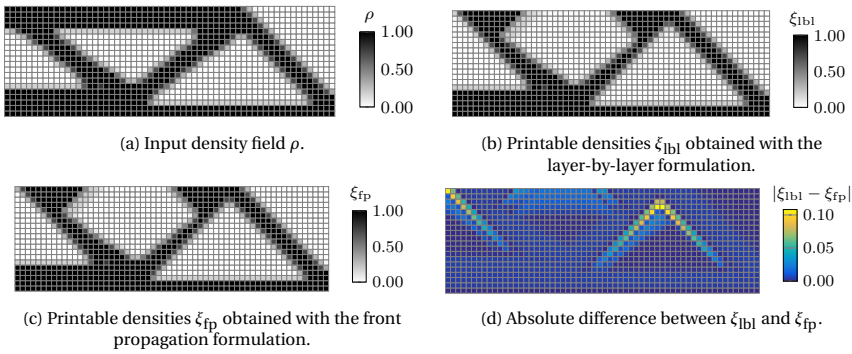 ρ
1.00
0.50
0.00
(a) Input density field ρ.
ξlbl
1.00
0.50
0.00
(b) Printable densities ξlbl obtained with the
layer-by-layer formulation.
ξfp
1.00
0.50
0.00
(c) Printable densities ξfp obtained with the front
propagation formulation.
|ξlbl − ξfp|
0.10
0.05
0.00
(d) Absolute difference between ξlbl and ξfp.